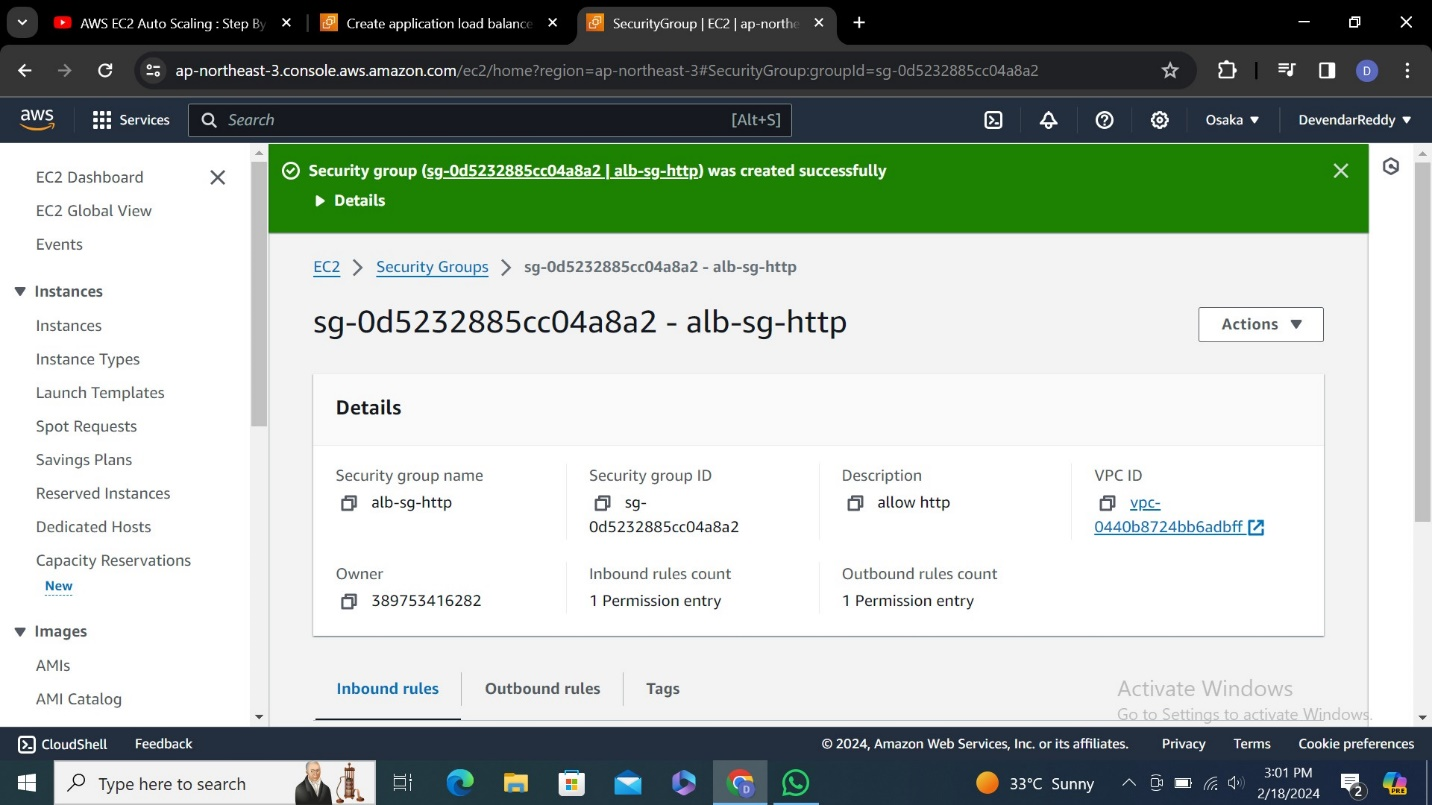 AWS EC2 Auto Scaling : Step By
Create application load balance
SecurityGroup | EC2 | ap-northe
ap-northeast-3.console.aws.amazon.com/ec2/home?region=ap-northeast-3#SecurityGroup:groupId=sg-0d5232885cc04a8a2
D
aws
Services
Search
[Alt+S]
Osaka
DevendarReddy
EC2 Dashboard
EC2 Global View
Events
Instances
Instances
Instance Types
Launch Templates
Spot Requests
Savings Plans
Reserved Instances
Dedicated Hosts
Capacity Reservations
New
Images
AMIs
AMI Catalog
Security group (sg-0d5232885cc04a8a2 | alb-sg-http) was created successfully
Details
EC2 > Security Groups > sg-0d5232885cc04a8a2 - alb-sg-http
sg-0d5232885cc04a8a2 - alb-sg-http
Actions
Details
Security group name
alb-sg-http
Security group ID
sg-
0d5232885cc04a8a2
Description
allow http
VPC ID
vpc-
0440b8724bb6adbff
Owner
389753416282
Inbound rules count
1 Permission entry
Outbound rules count
1 Permission entry
Inbound rules
Outbound rules
Tags
Activate Windows
Go to Settings to activate Windows.
CloudShell
Feedback
© 2024, Amazon Web Services, Inc. or its affiliates.
Privacy
Terms
Cookie preferences
Type here to search
D
33°C Sunny
3:01 PM
2/18/2024
2
PRE